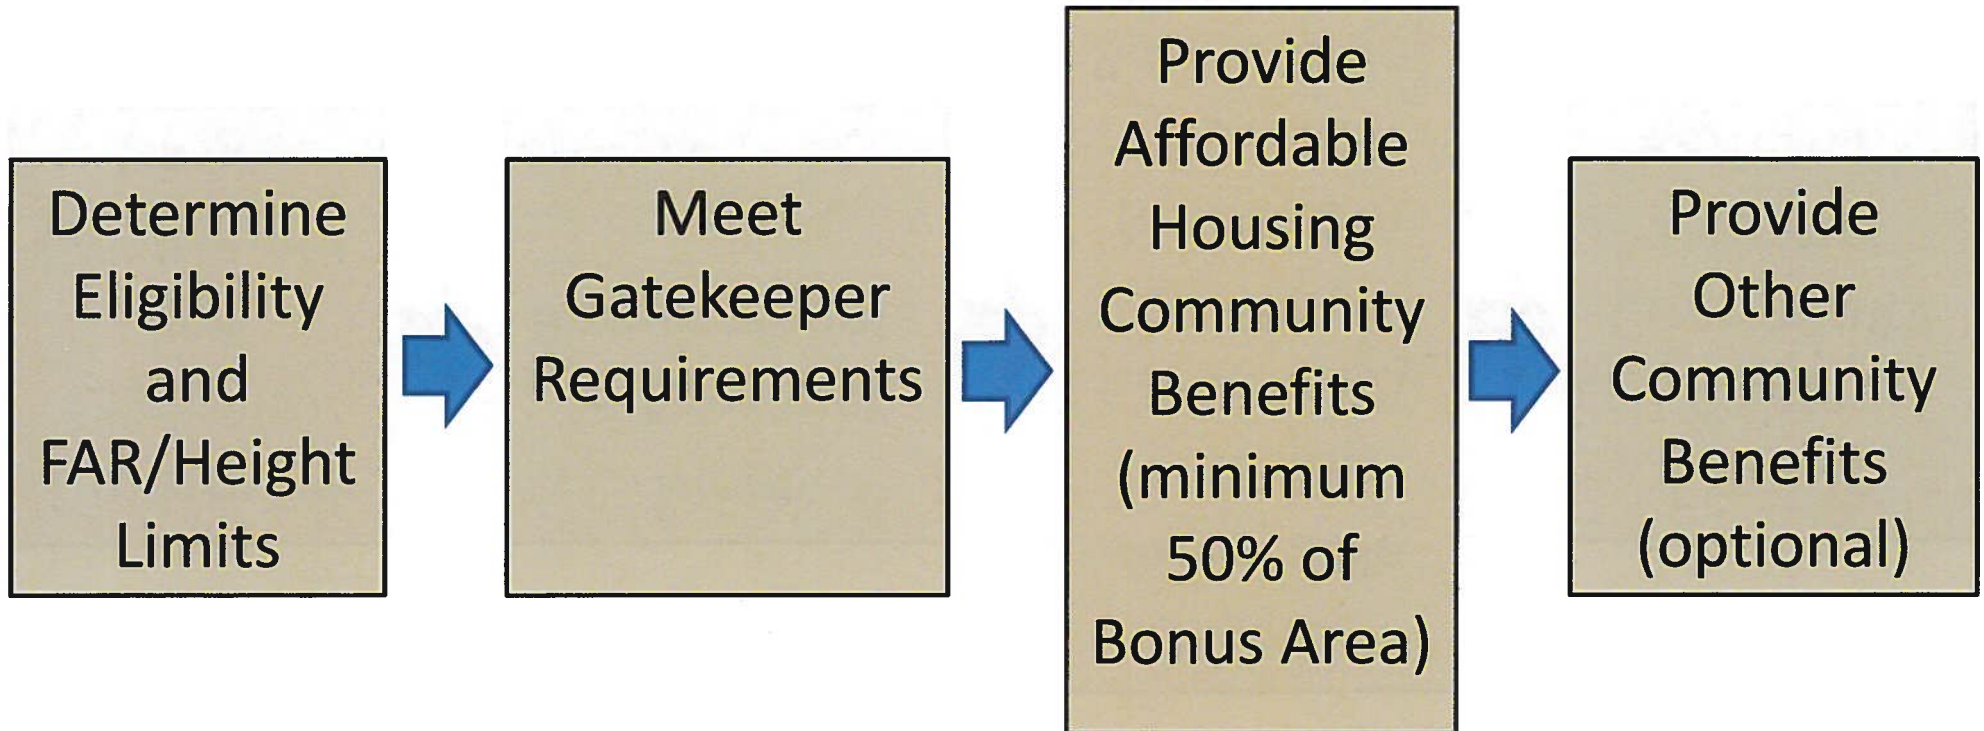 Determine
Eligibility
and
FAR/Height
Limits
Meet
Gatekeeper
Requirements
Provide
Affordable
Housing
Community
Benefits
(minimum
50% of
Bonus Area)
Provide
Other
Community
Benefits
(optional)